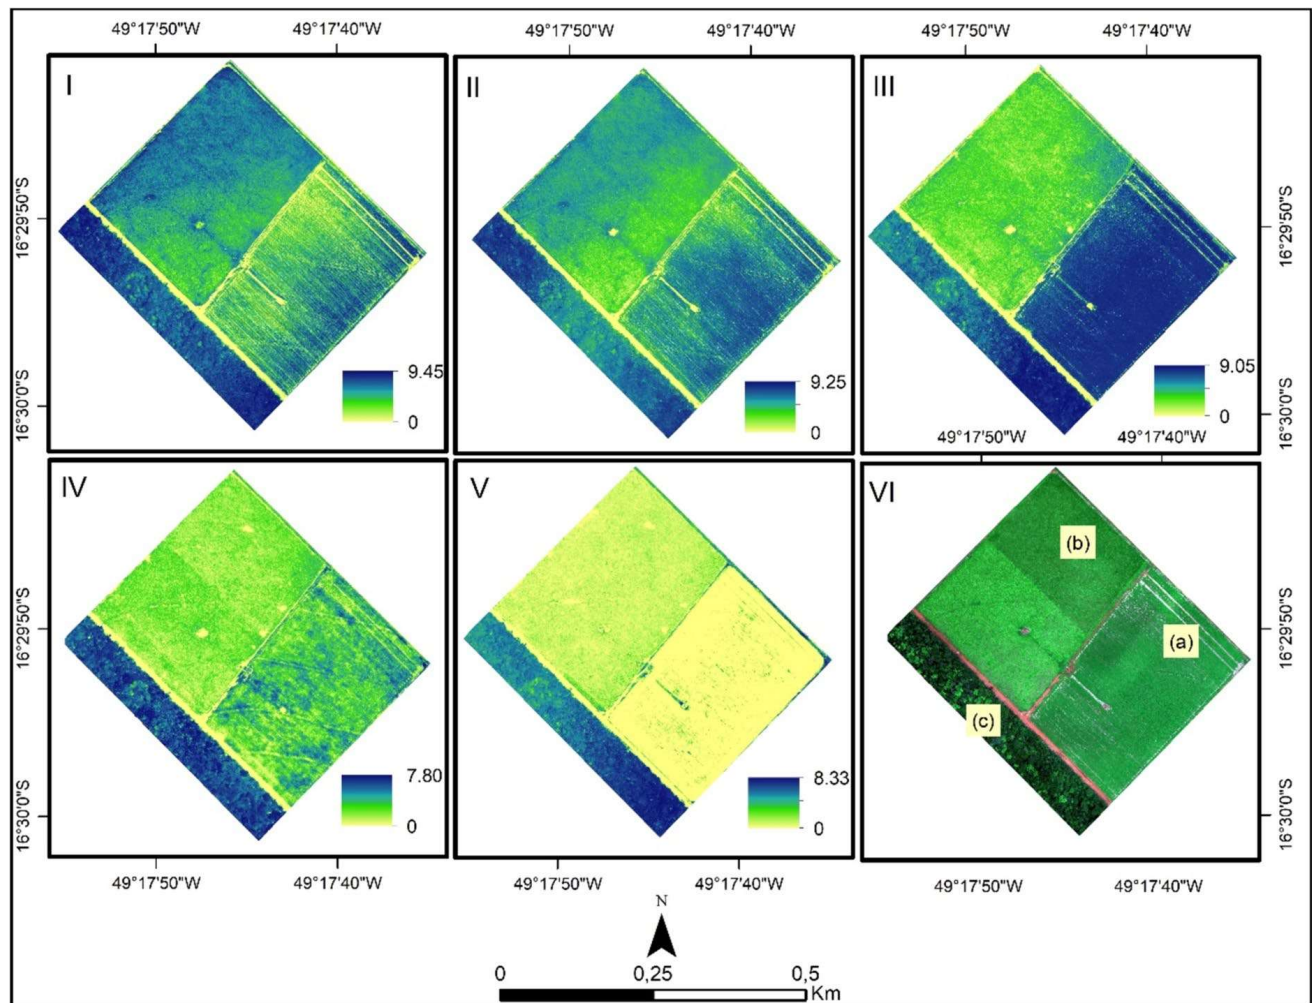 49°17'50"W 49°17'40"W 49°17'50"W 49°17'40"W 49°17'50"W 49°17'40"W
I II III
16°29'50"S 16°29'50"S
9.45 9.25 9.05
0 0 0
16°30'0"S 16°30'0"S
49°17'50"W 49°17'40"W
IV V VI
(b)
16°29'50"S (a) 16°29'50"S
(c)
7.80 8.33
0 0
16°30'0"S 16°30'0"S
49°17'50"W 49°17'40"W 49°17'50"W 49°17'40"W 49°17'50"W 49°17'40"W
N
0 0,25 0,5
Km